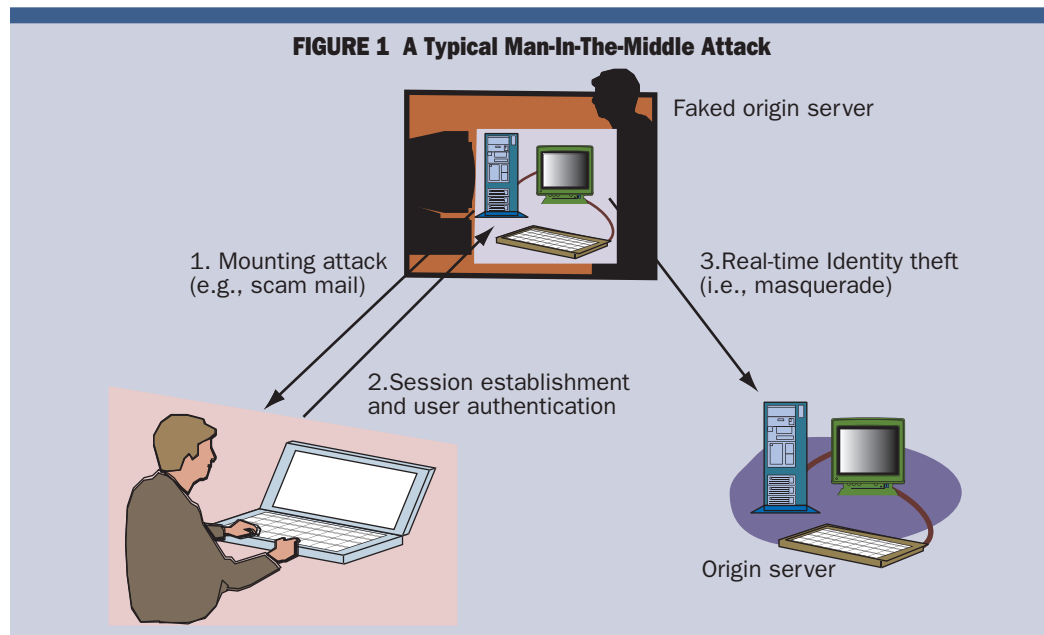 FIGURE 1 A Typical Man-In-The-Middle Attack
Faked origin server
1. Mounting attack
(e.g., scam mail)
3.Real-time Identity theft
(i.e., masquerade)
2.Session establishment
and user authentication
Origin server